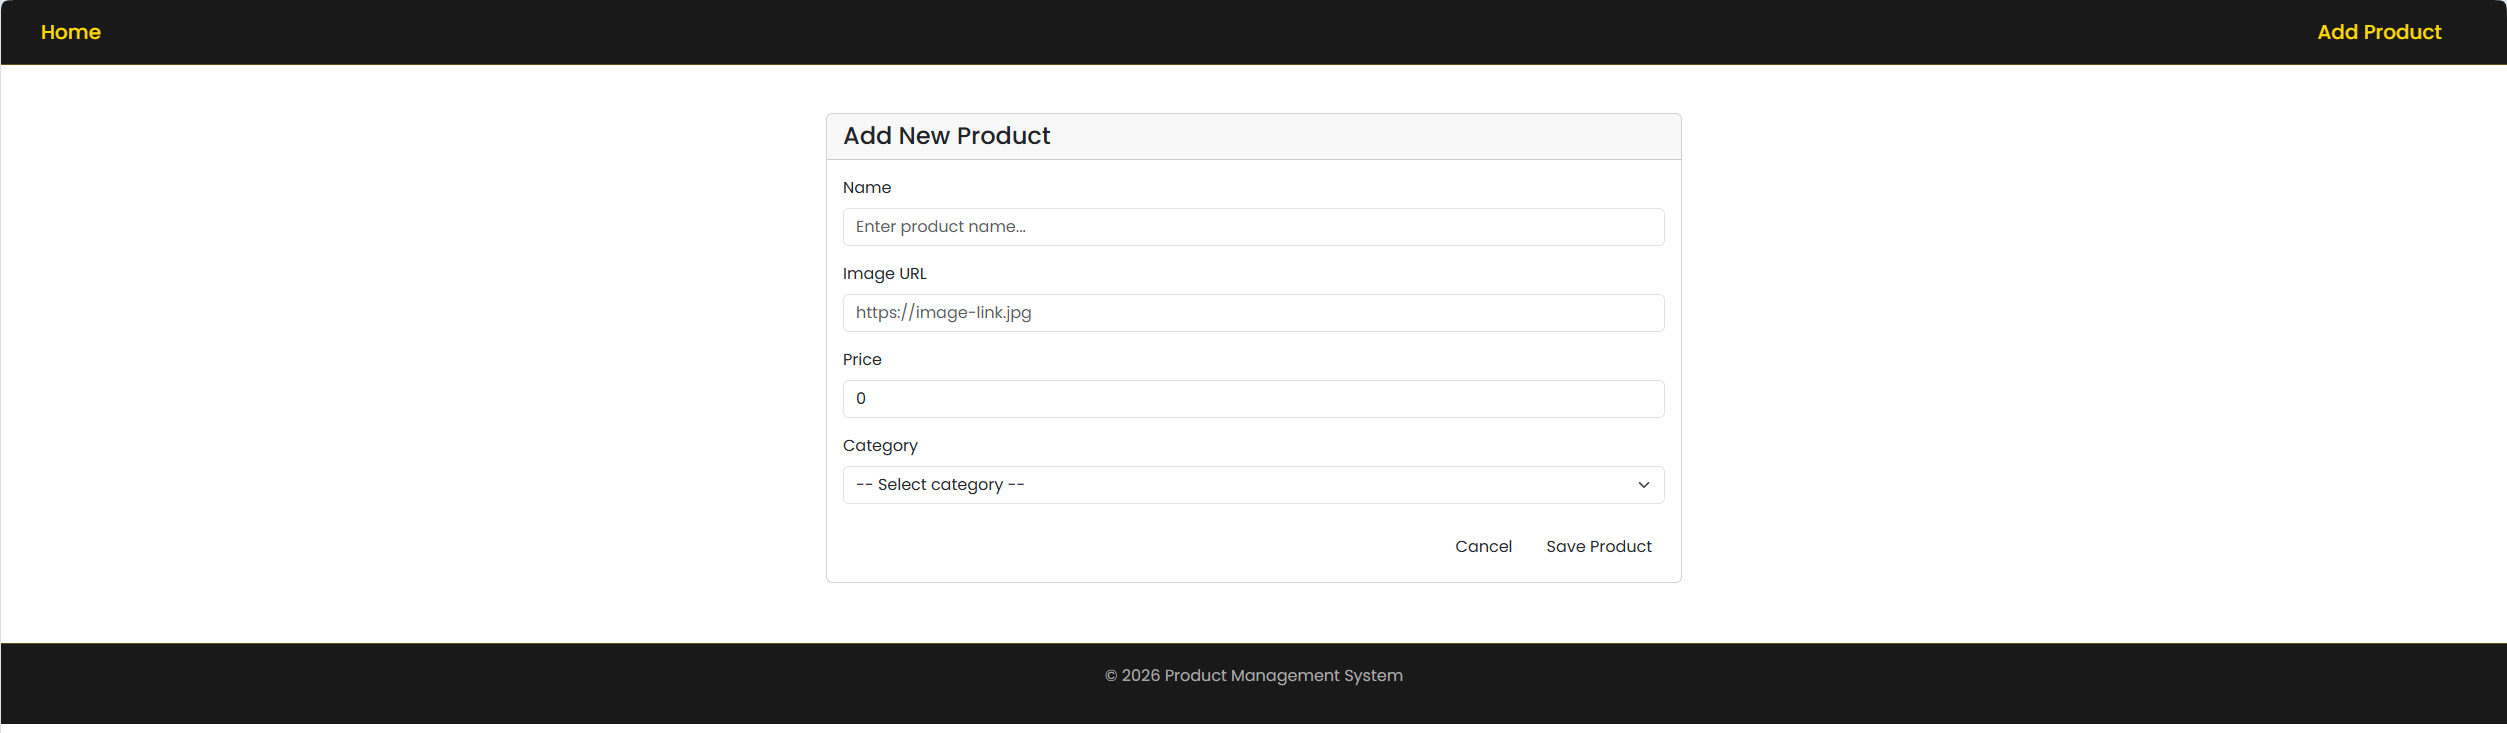 Home
Add Product
Add New Product
Name
Enter product name...
Image URL
https://image-link.jpg
Price
0
Category
-- Select category --
Cancel
Save Product
© 2026 Product Management System